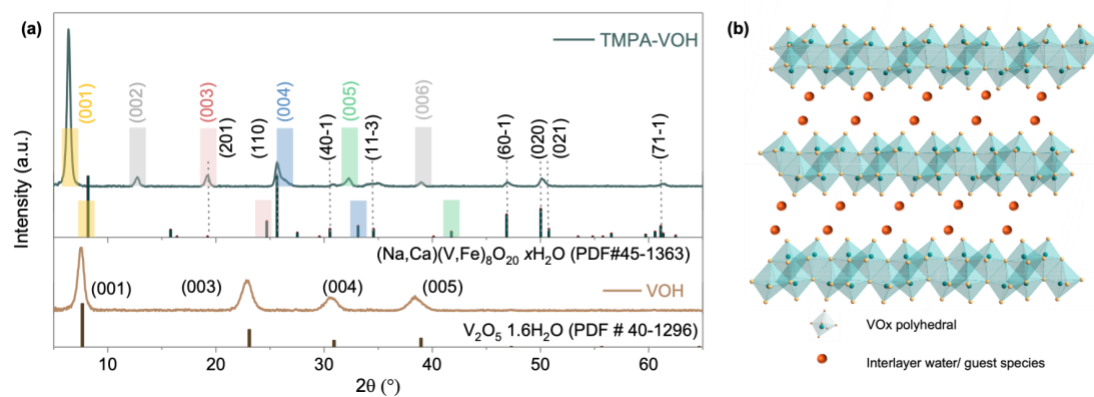 (a)
TMPA-VOH
(001)
(002)
(003)
(201)
(110)
(004)
(40-1)
(005)
(11-3)
(006)
(60-1)
(020)
(021)
(71-1)
Intensity (a.u.)
(Na,Ca)(V,Fe)₈O₂₀ xH₂O (PDF#45-1363)
VOH
(001)
(003)
(004)
(005)
V₂O₅ 1.6H₂O (PDF # 40-1296)
10 20 30 40 50 60
2θ (°)
(b)
VOx polyhedral
Interlayer water/ guest species